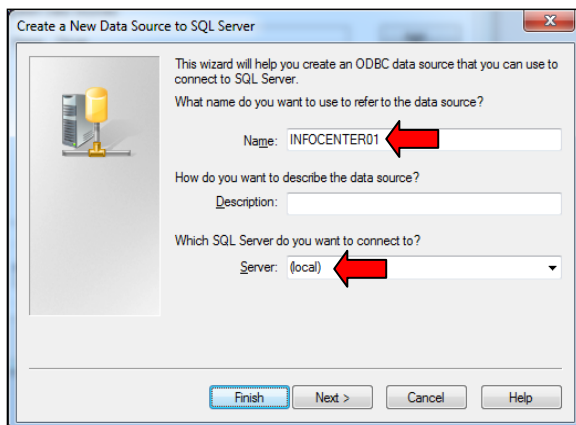 Create a New Data Source to SQL Server
This wizard will help you create an ODBC data source that you can use to
connect to SQL Server.
What name do you want to use to refer to the data source?
Name: INFOCENTER01
How do you want to describe the data source?
Description:
Which SQL Server do you want to connect to?
Server: (local)
Finish Next > Cancel Help